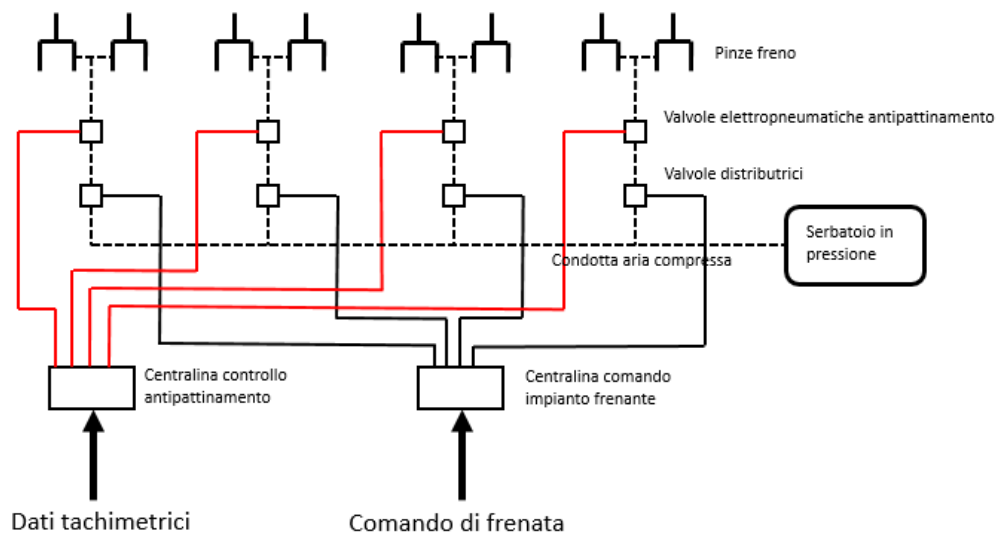 Pinze freno
Valvole elettropneumatiche antipattinamento
Valvole distributrici
Serbatoio in
pressione
Condotta aria compressa
Centralina controllo
antipattinamento
Centralina comando
impianto frenante
Dati tachimetrici
Comando di frenata